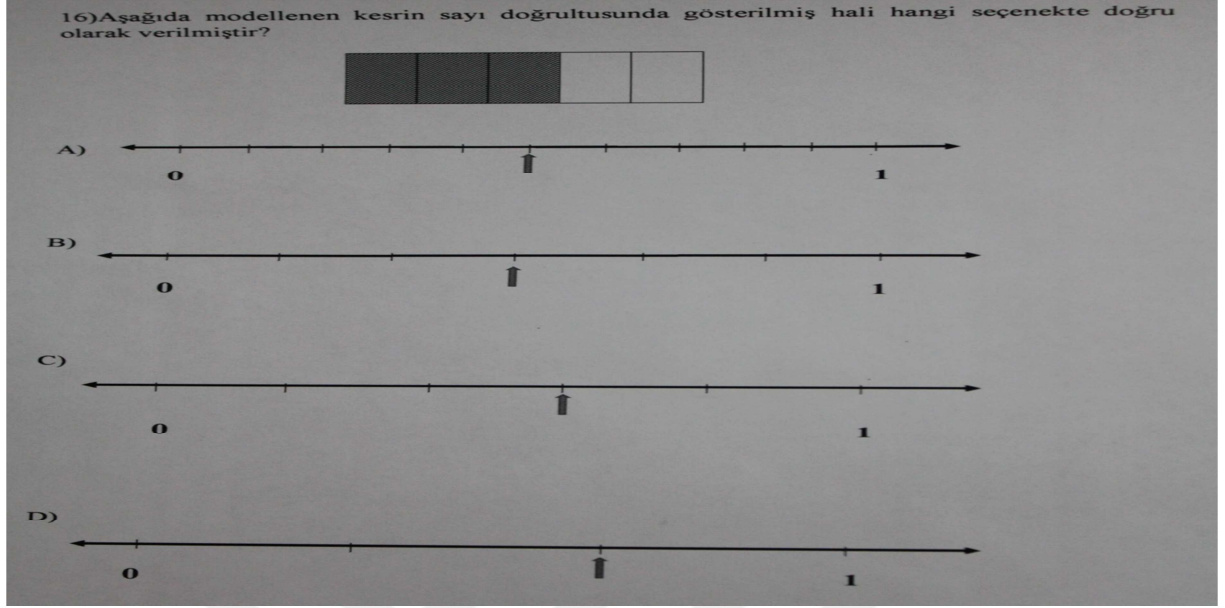 16)Aşağıda modellenen kesrin sayı doğrultusunda gösterilmiş hali hangi seçenekte doğru
olarak verilmiştir?
A)
0 1
B)
0 1
C)
0 1
D)
0 1